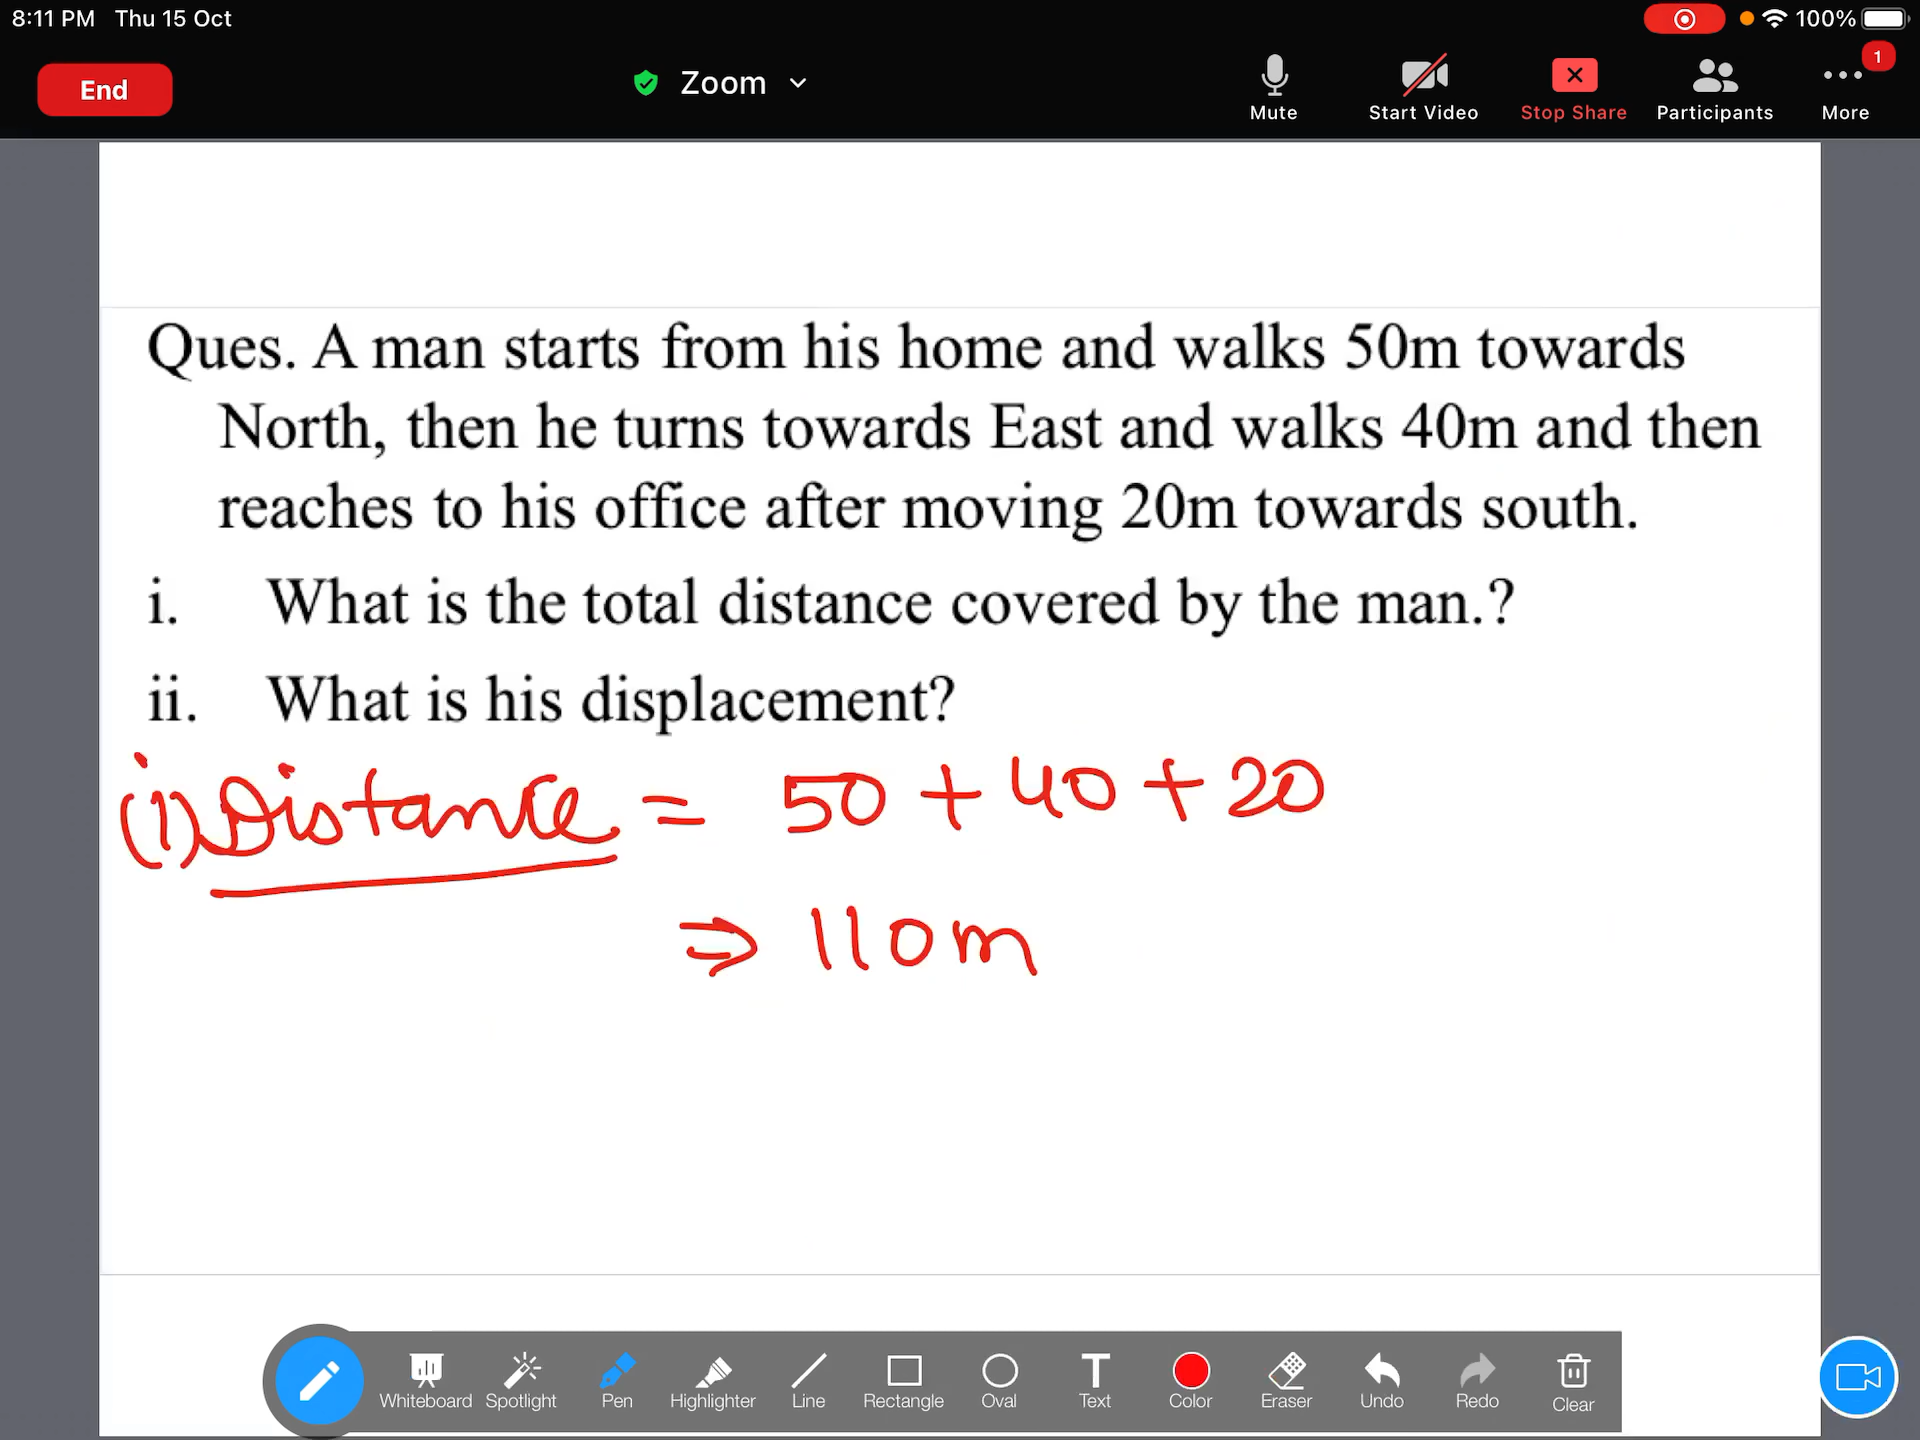 8:11 PM Thu 15 Oct
100%
End
Zoom
Mute
Start Video
Stop Share
Participants
More
1
Ques. A man starts from his home and walks 50m towards
North, then he turns towards East and walks 40m and then
reaches to his office after moving 20m towards south.
i. What is the total distance covered by the man.?
ii. What is his displacement?
(i) Distance = 50 + 40 + 20
⇒ 110m
Whiteboard
Spotlight
Pen
Highlighter
Line
Rectangle
Oval
T
Text
Color
Eraser
Undo
Redo
Clear